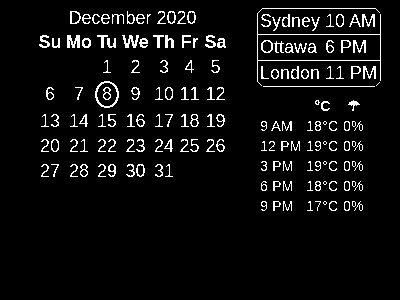 December 2020
Su Mo Tu We Th Fr Sa
1 2 3 4 5
6 7 8 9 10 11 12
13 14 15 16 17 18 19
20 21 22 23 24 25 26
27 28 29 30 31
Sydney 10 AM
Ottawa 6 PM
London 11 PM
°C ☂
9 AM 18°C 0%
12 PM 19°C 0%
3 PM 19°C 0%
6 PM 18°C 0%
9 PM 17°C 0%